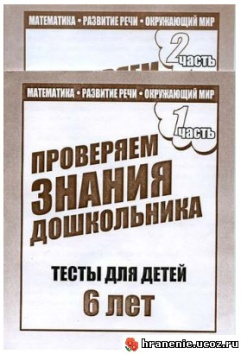 МАТЕМАТИКА • РАЗВИТИЕ РЕЧИ • ОКРУЖАЮЩИЙ МИР
2 часть
ПРОВЕРЯЕМ
МАТЕМАТИКА • РАЗВИТИЕ РЕЧИ • ОКРУЖАЮЩИЙ МИР
1 часть
ПРОВЕРЯЕМ
ЗНАНИЯ
ДОШКОЛЬНИКА
ТЕСТЫ ДЛЯ ДЕТЕЙ
6 лет
hranenie.ucoz.ru